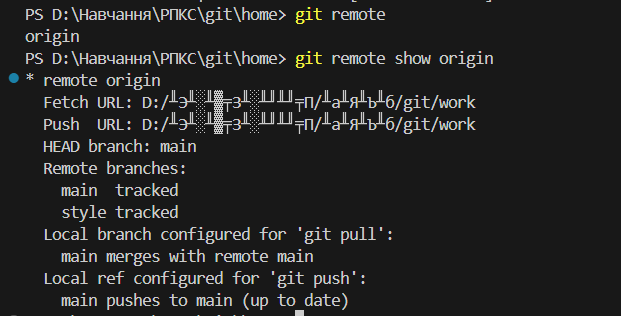 PS D:\Навчання\РПКС\git\home> git remote
origin
PS D:\Навчання\РПКС\git\home> git remote show origin
* remote origin
Fetch URL: D:/╨Э╨░╨▓╤З╨░╨╜╨╜╤П/╨а╨Я╨Ъ╨б/git/work
Push  URL: D:/╨Э╨░╨▓╤З╨░╨╜╨╜╤П/╨а╨Я╨Ъ╨б/git/work
HEAD branch: main
Remote branches:
main  tracked
style tracked
Local branch configured for 'git pull':
main merges with remote main
Local ref configured for 'git push':
main pushes to main (up to date)